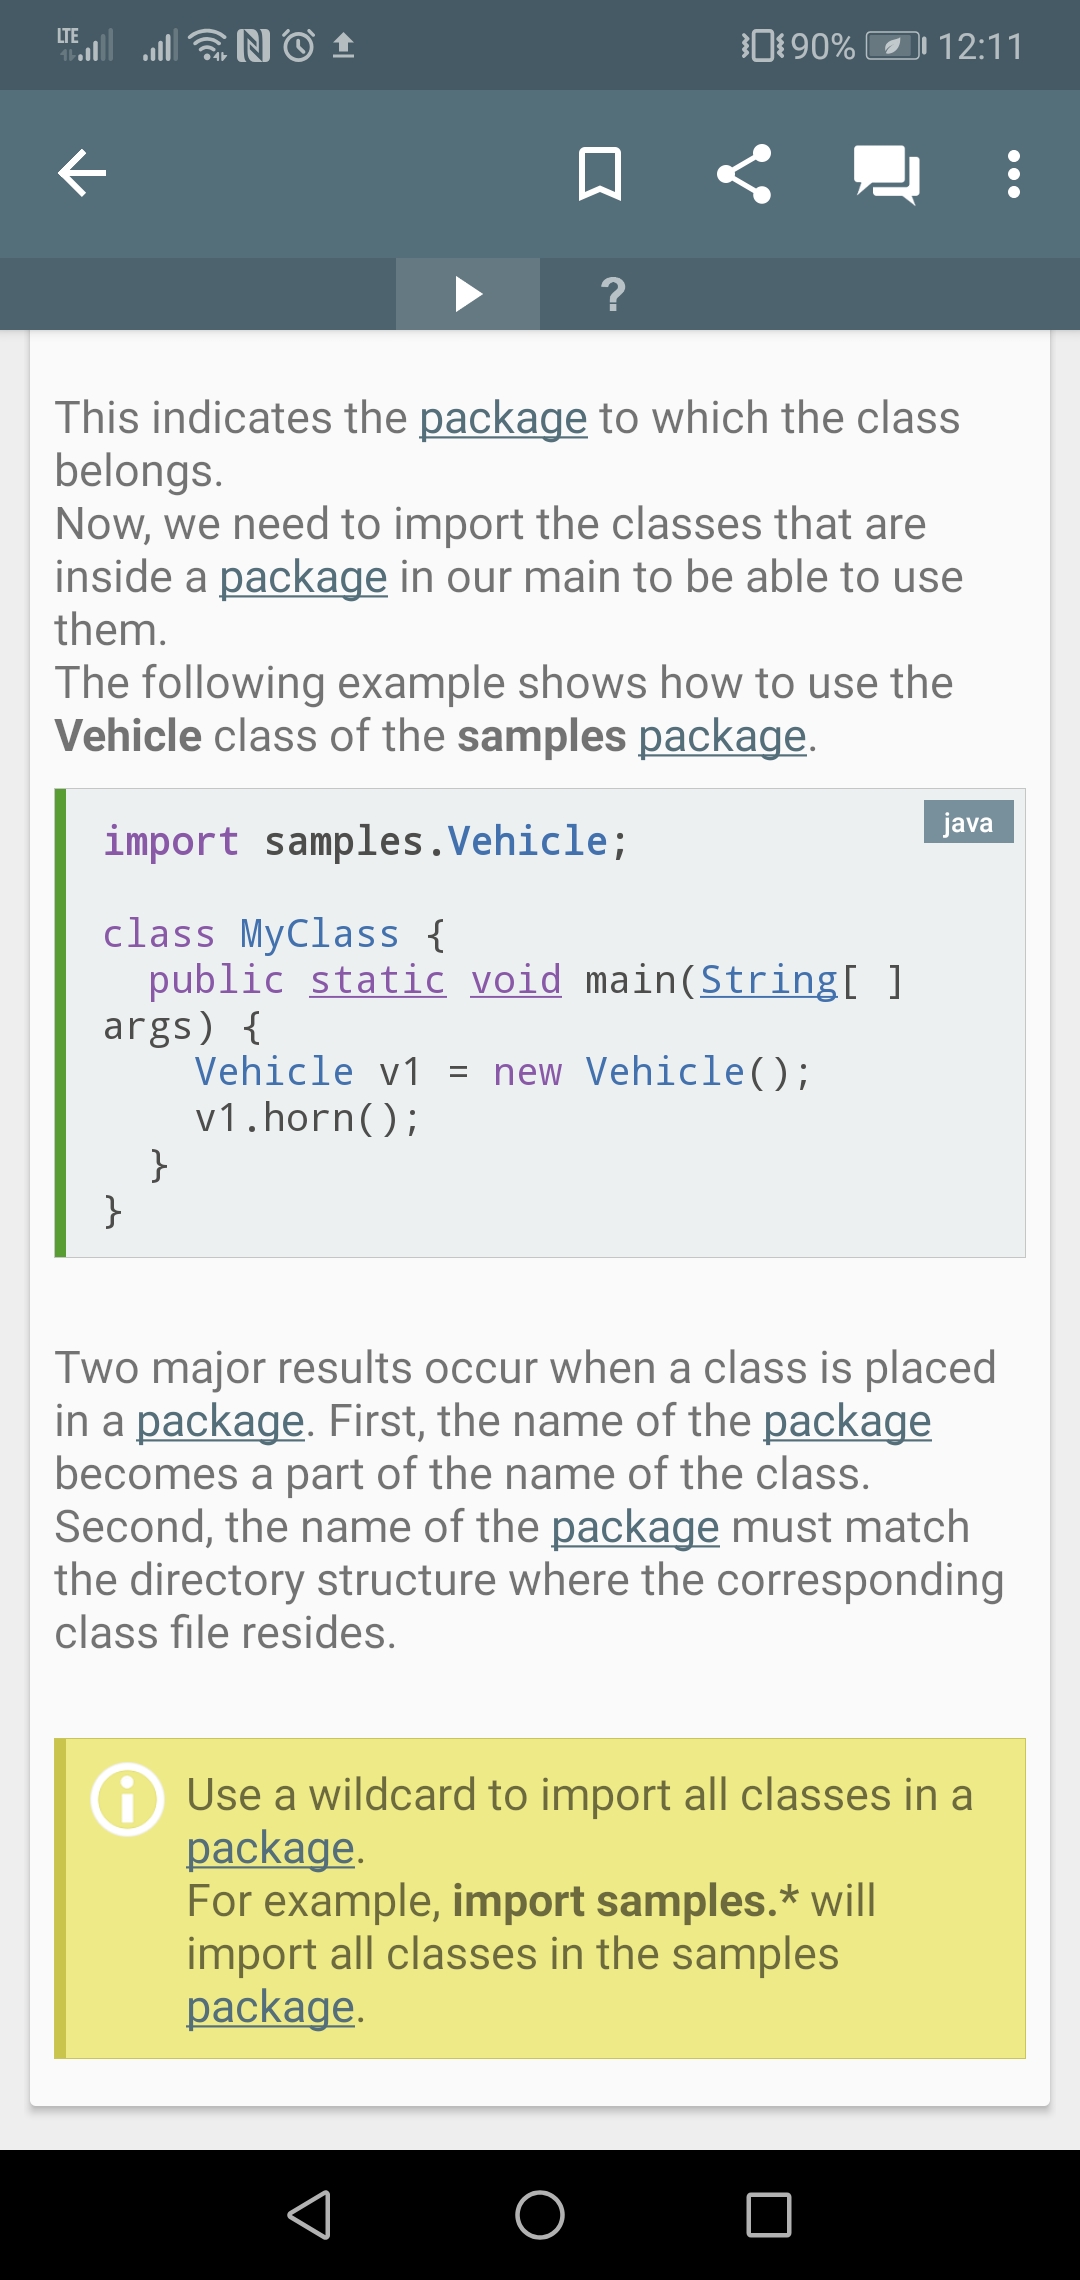 LTE 90% 12:11
?
This indicates the package to which the class
belongs.
Now, we need to import the classes that are
inside a package in our main to be able to use
them.
The following example shows how to use the
Vehicle class of the samples package.
java
import samples.Vehicle;
class MyClass {
public static void main(String[ ]
args) {
Vehicle v1 = new Vehicle();
v1.horn();
}
}
Two major results occur when a class is placed
in a package. First, the name of the package
becomes a part of the name of the class.
Second, the name of the package must match
the directory structure where the corresponding
class file resides.
Use a wildcard to import all classes in a
package.
For example, import samples.* will
import all classes in the samples
package.